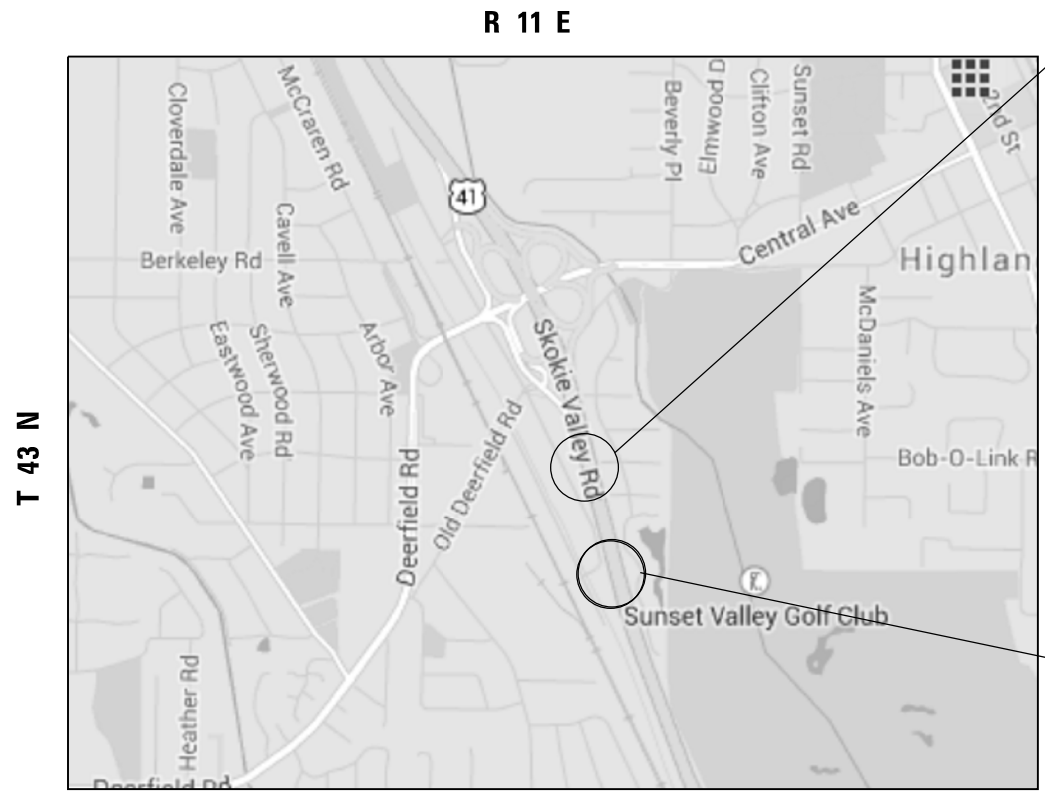 R 11 E
T 43 N
Cloverdale Ave
McCraren Rd
Beverly Pl
Elmwood D
Clifton Ave
Sunset Rd
2nd St
41
Central Ave
Highlan
Berkeley Rd
Cavell Ave
McDaniels Ave
Eastwood Ave
Sherwood Rd
Arbor Ave
Skokie Valley Rd
Old Deerfield Rd
Deerfield Rd
Bob-O-Link R
Sunset Valley Golf Club
Heather Rd
Deerfield Rd